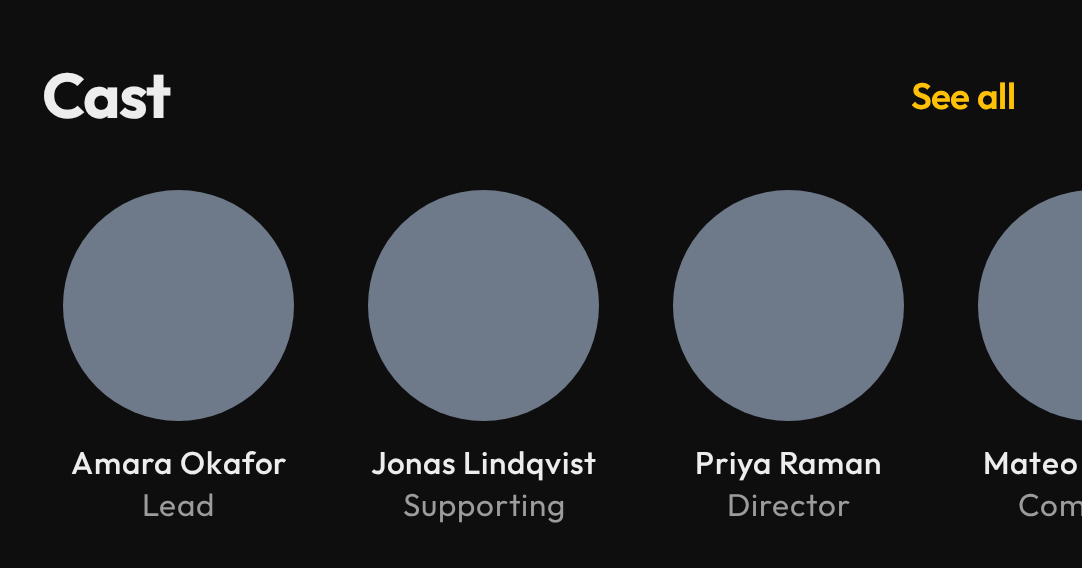 Cast
See all
Amara Okafor
Lead
Jonas Lindqvist
Supporting
Priya Raman
Director
Mateo